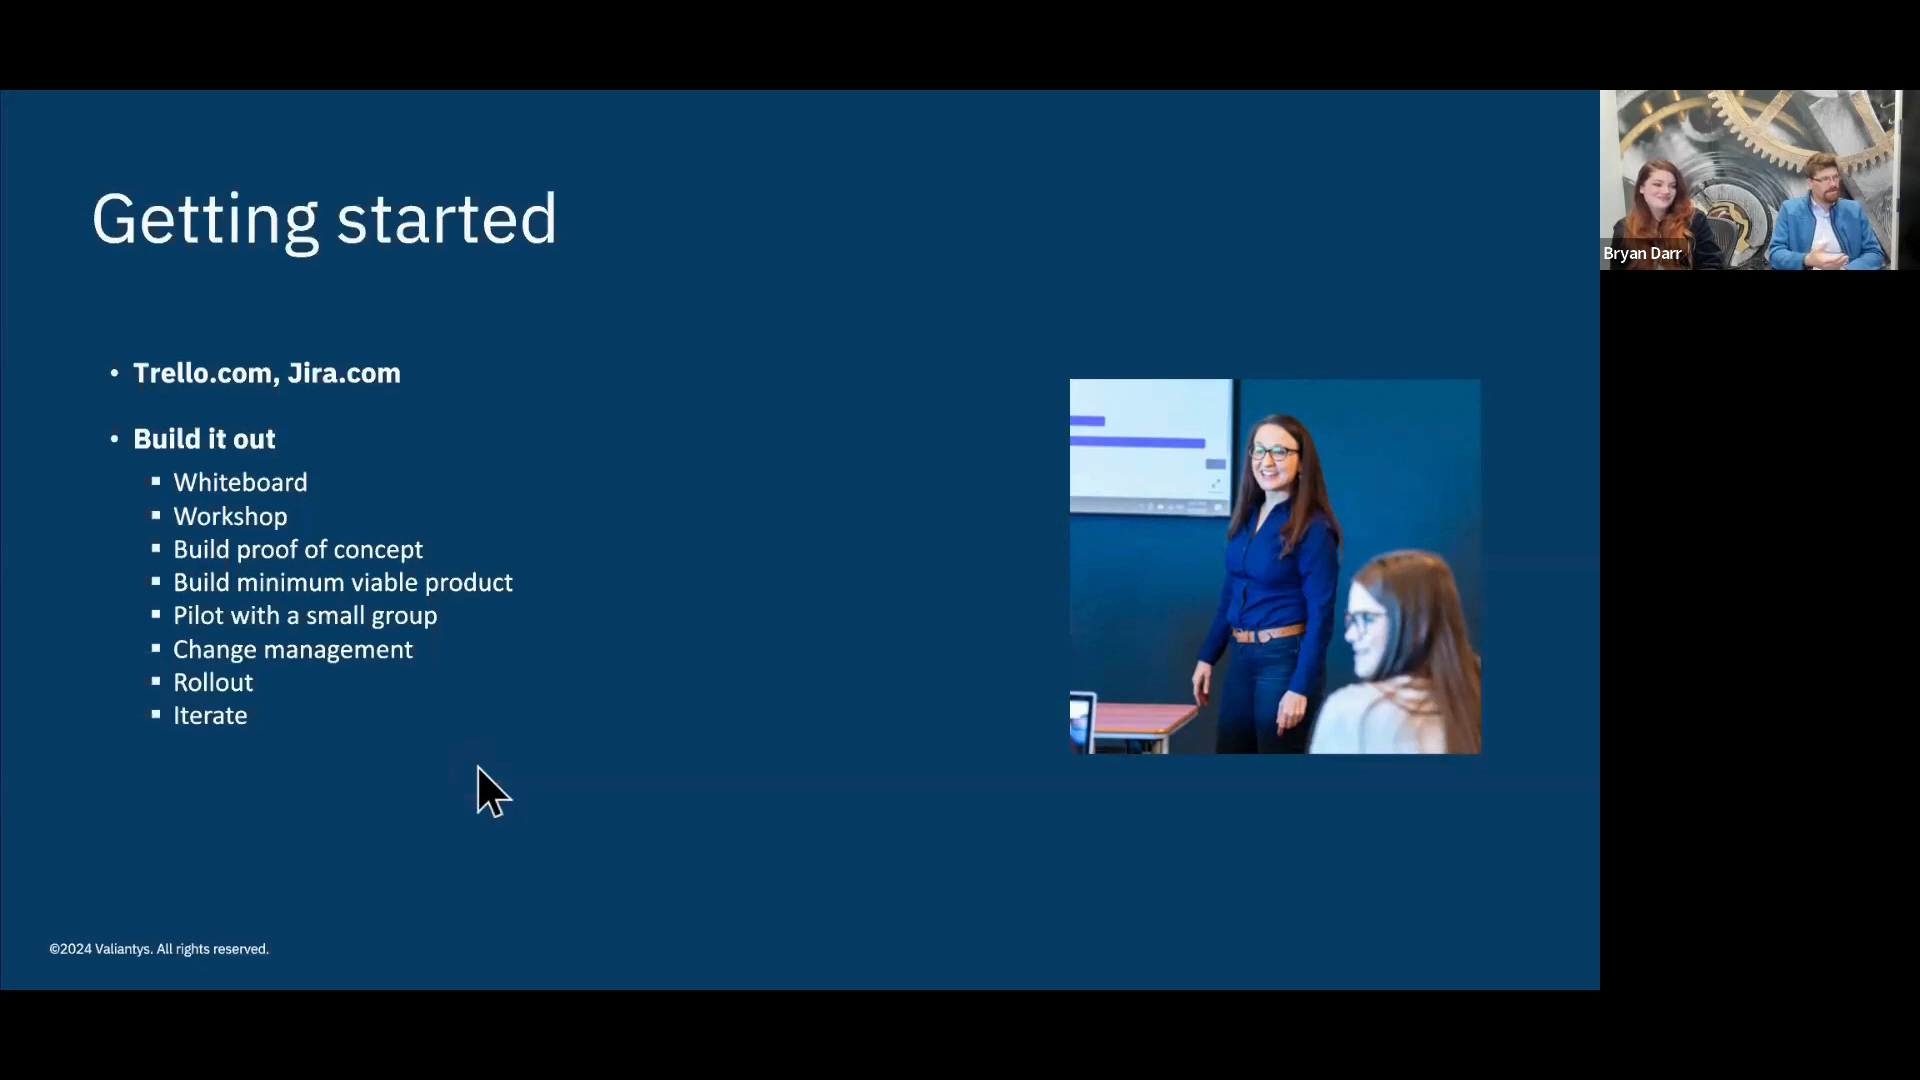 Getting started
• Trello.com, Jira.com
• Build it out
▪ Whiteboard
▪ Workshop
▪ Build proof of concept
▪ Build minimum viable product
▪ Pilot with a small group
▪ Change management
▪ Rollout
▪ Iterate
©2024 Valiantys. All rights reserved.
Bryan Darr